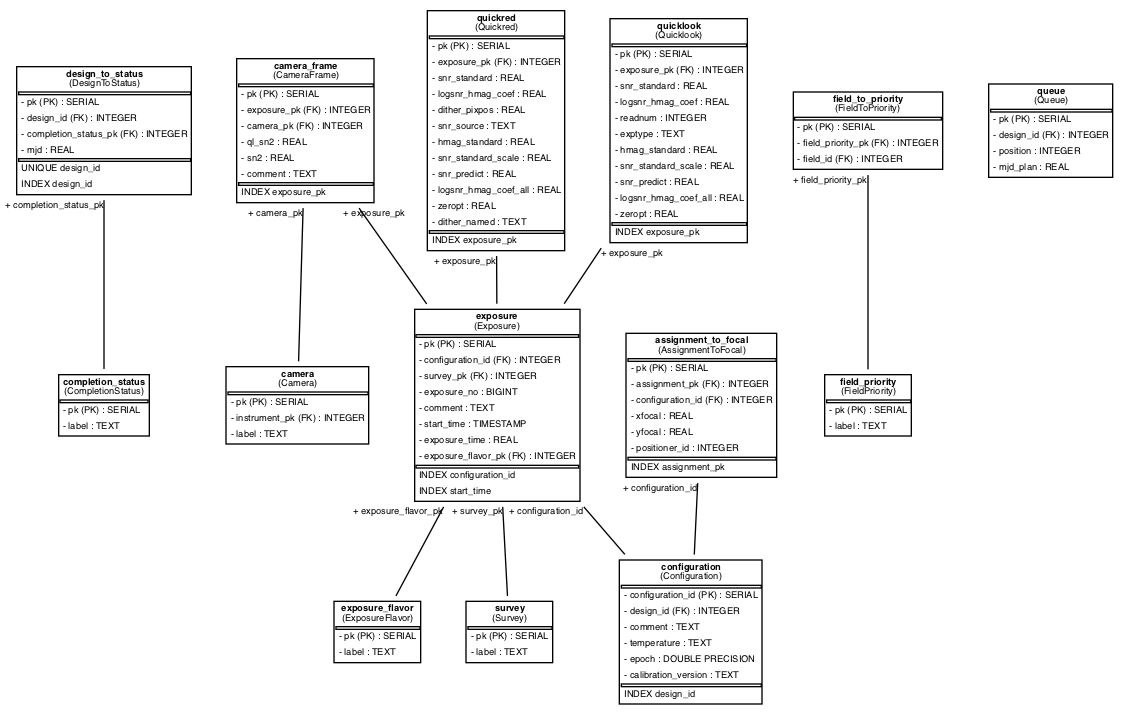 quickred
(Quickred)
- pk (PK) : SERIAL
- exposure_pk (FK) : INTEGER
- snr_standard : REAL
- logsnr_hmag_coef : REAL
- dither_pixpos : REAL
- snr_source : TEXT
- hmag_standard : REAL
- snr_standard_scale : REAL
- snr_predict : REAL
- logsnr_hmag_coef_all : REAL
- zeropt : REAL
- dither_named : TEXT
INDEX exposure_pk
+ exposure_pk
quicklook
(Quicklook)
- pk (PK) : SERIAL
- exposure_pk (FK) : INTEGER
- snr_standard : REAL
- logsnr_hmag_coef : REAL
- readnum : INTEGER
- exptype : TEXT
- hmag_standard : REAL
- snr_standard_scale : REAL
- snr_predict : REAL
- logsnr_hmag_coef_all : REAL
- zeropt : REAL
INDEX exposure_pk
+ exposure_pk
design_to_status
(DesignToStatus)
- pk (PK) : SERIAL
- design_id (FK) : INTEGER
- completion_status_pk (FK) : INTEGER
- mjd : REAL
UNIQUE design_id
INDEX design_id
+ completion_status_pk
camera_frame
(CameraFrame)
- pk (PK) : SERIAL
- exposure_pk (FK) : INTEGER
- camera_pk (FK) : INTEGER
- ql_sn2 : REAL
- sn2 : REAL
- comment : TEXT
INDEX exposure_pk
+ camera_pk
+ exposure_pk
field_to_priority
(FieldToPriority)
- pk (PK) : SERIAL
- field_priority_pk (FK) : INTEGER
- field_id (FK) : INTEGER
+ field_priority_pk
queue
(Queue)
- pk (PK) : SERIAL
- design_id (FK) : INTEGER
- position : INTEGER
- mjd_plan : REAL
completion_status
(CompletionStatus)
- pk (PK) : SERIAL
- label : TEXT
camera
(Camera)
- pk (PK) : SERIAL
- instrument_pk (FK) : INTEGER
- label : TEXT
exposure
(Exposure)
- pk (PK) : SERIAL
- configuration_id (FK) : INTEGER
- survey_pk (FK) : INTEGER
- exposure_no : BIGINT
- comment : TEXT
- start_time : TIMESTAMP
- exposure_time : REAL
- exposure_flavor_pk (FK) : INTEGER
INDEX configuration_id
INDEX start_time
+ exposure_flavor_pk
+ survey_pk
+ configuration_id
assignment_to_focal
(AssignmentToFocal)
- pk (PK) : SERIAL
- assignment_pk (FK) : INTEGER
- configuration_id (FK) : INTEGER
- xfocal : REAL
- yfocal : REAL
- positioner_id : INTEGER
INDEX assignment_pk
+ configuration_id
field_priority
(FieldPriority)
- pk (PK) : SERIAL
- label : TEXT
exposure_flavor
(ExposureFlavor)
- pk (PK) : SERIAL
- label : TEXT
survey
(Survey)
- pk (PK) : SERIAL
- label : TEXT
configuration
(Configuration)
- configuration_id (PK) : SERIAL
- design_id (FK) : INTEGER
- comment : TEXT
- temperature : TEXT
- epoch : DOUBLE PRECISION
- calibration_version : TEXT
INDEX design_id